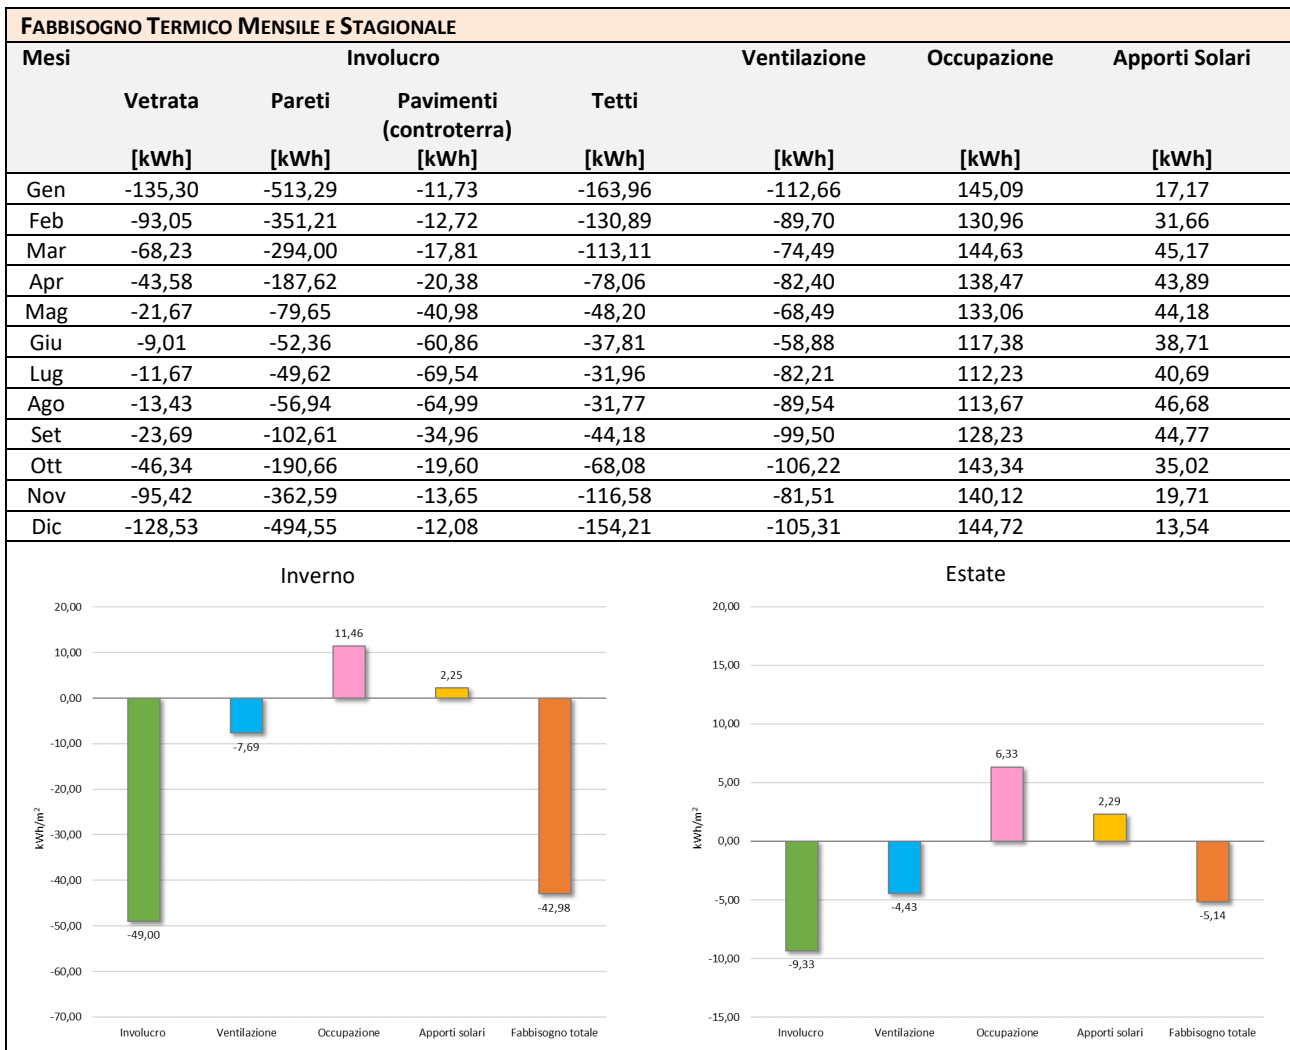 FABBISOGNO TERMICO MENSILE E STAGIONALE
Mesi Involucro Ventilazione Occupazione Apporti Solari
Vetrata Pareti Pavimenti (controterra) Tetti
[kWh] [kWh] [kWh] [kWh] [kWh] [kWh] [kWh]
Gen -135,30 -513,29 -11,73 -163,96 -112,66 145,09 17,17
Feb -93,05 -351,21 -12,72 -130,89 -89,70 130,96 31,66
Mar -68,23 -294,00 -17,81 -113,11 -74,49 144,63 45,17
Apr -43,58 -187,62 -20,38 -78,06 -82,40 138,47 43,89
Mag -21,67 -79,65 -40,98 -48,20 -68,49 133,06 44,18
Giu -9,01 -52,36 -60,86 -37,81 -58,88 117,38 38,71
Lug -11,67 -49,62 -69,54 -31,96 -82,21 112,23 40,69
Ago -13,43 -56,94 -64,99 -31,77 -89,54 113,67 46,68
Set -23,69 -102,61 -34,96 -44,18 -99,50 128,23 44,77
Ott -46,34 -190,66 -19,60 -68,08 -106,22 143,34 35,02
Nov -95,42 -362,59 -13,65 -116,58 -81,51 140,12 19,71
Dic -128,53 -494,55 -12,08 -154,21 -105,31 144,72 13,54
Inverno
20,00
10,00
0,00
-10,00
-20,00
-30,00
-40,00
-50,00
-60,00
-70,00
kWh/m²
11,46
2,25
-7,69
-42,98
-49,00
Involucro Ventilazione Occupazione Apporti solari Fabbisogno totale
Estate
20,00
15,00
10,00
5,00
0,00
-5,00
-10,00
-15,00
kWh/m²
6,33
2,29
-4,43
-5,14
-9,33
Involucro Ventilazione Occupazione Apporti solari Fabbisogno totale